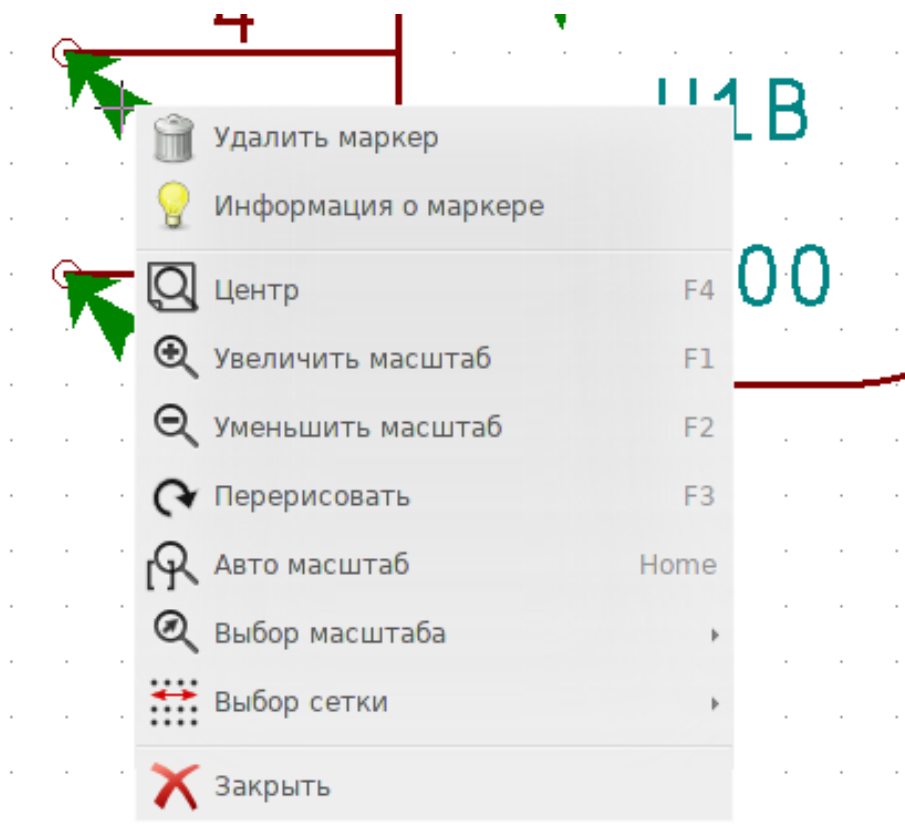 4
U1B
Удалить маркер
Информация о маркере
Центр F4
00
Увеличить масштаб F1
Уменьшить масштаб F2
Перерисовать F3
Авто масштаб Home
Выбор масштаба
Выбор сетки
Закрыть